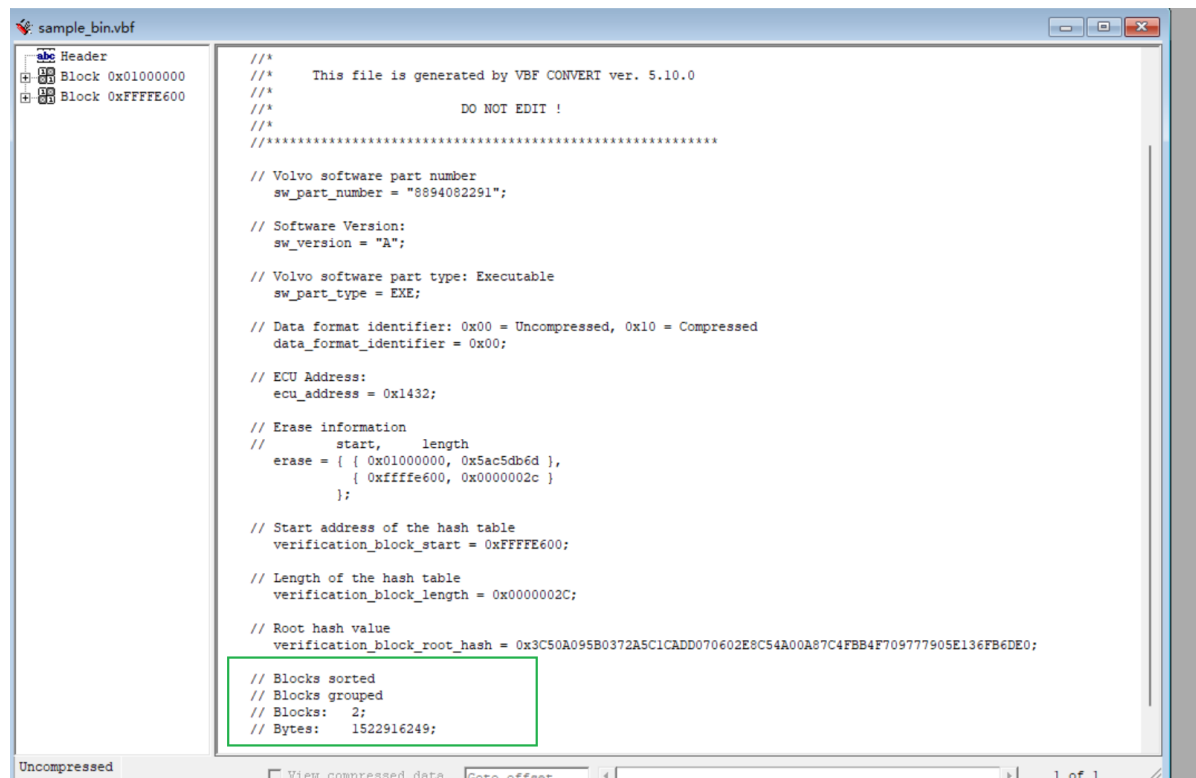 sample_bin.vbf
Header
Block 0x01000000
Block 0xFFFFE600
//*
//* This file is generated by VBF CONVERT ver. 5.10.0
//*
//* DO NOT EDIT !
//*
//**********************************************************
// Volvo software part number
sw_part_number = "8894082291";
// Software Version:
sw_version = "A";
// Volvo software part type: Executable
sw_part_type = EXE;
// Data format identifier: 0x00 = Uncompressed, 0x10 = Compressed
data_format_identifier = 0x00;
// ECU Address:
ecu_address = 0x1432;
// Erase information
// start, length
erase = { { 0x01000000, 0x5ac5db6d },
{ 0xffffe600, 0x0000002c }
};
// Start address of the hash table
verification_block_start = 0xFFFFE600;
// Length of the hash table
verification_block_length = 0x0000002C;
// Root hash value
verification_block_root_hash = 0x3C50A095B0372A5C1CADD070602E8C54A00A87C4FBB4F709777905E136FB6DE0;
// Blocks sorted
// Blocks grouped
// Blocks: 2;
// Bytes: 1522916249;
Uncompressed
View compressed data
Goto offset
1 of 1